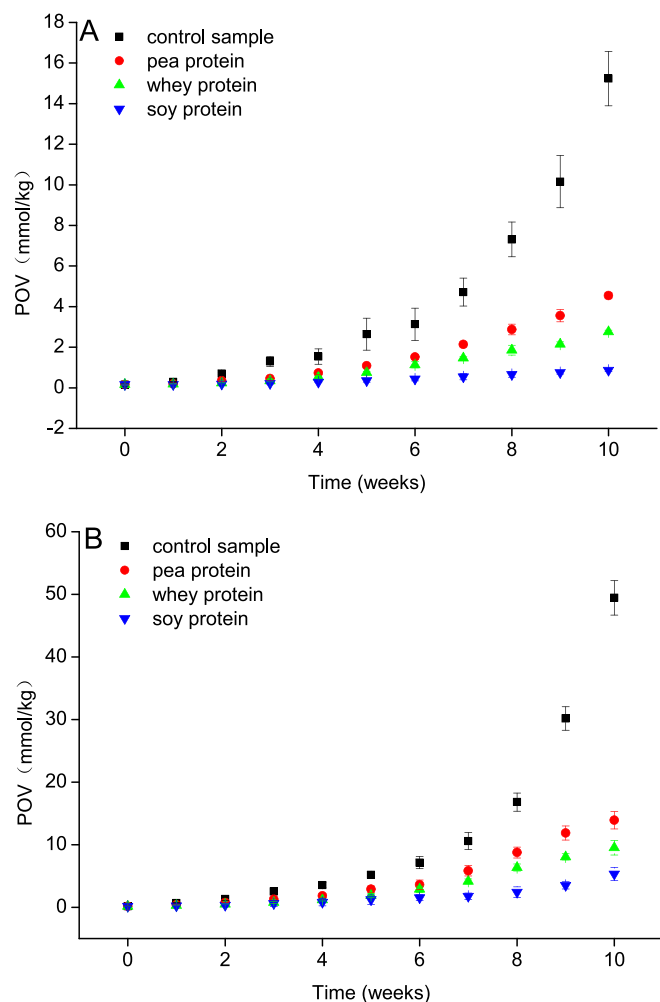 A
control sample
pea protein
whey protein
soy protein
18
16
14
12
10
8
6
4
2
0
-2
POV（mmol/kg）
0 2 4 6 8 10
Time (weeks)
B
control sample
pea protein
whey protein
soy protein
60
50
40
30
20
10
0
POV（mmol/kg）
0 2 4 6 8 10
Time (weeks)